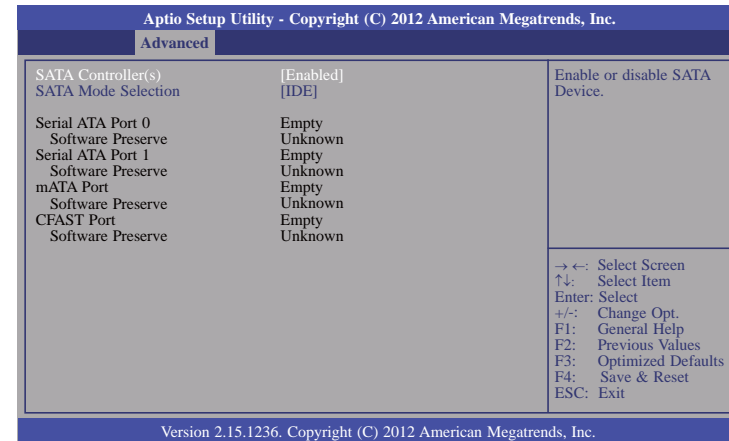 Aptio Setup Utility - Copyright (C) 2012 American Megatrends, Inc.
Advanced
SATA Controller(s) [Enabled]
SATA Mode Selection [IDE]
Serial ATA Port 0 Empty
Software Preserve Unknown
Serial ATA Port 1 Empty
Software Preserve Unknown
mATA Port Empty
Software Preserve Unknown
CFAST Port Empty
Software Preserve Unknown
Enable or disable SATA
Device.
→ ←: Select Screen
↑↓: Select Item
Enter: Select
+/-: Change Opt.
F1: General Help
F2: Previous Values
F3: Optimized Defaults
F4: Save & Reset
ESC: Exit
Version 2.15.1236. Copyright (C) 2012 American Megatrends, Inc.